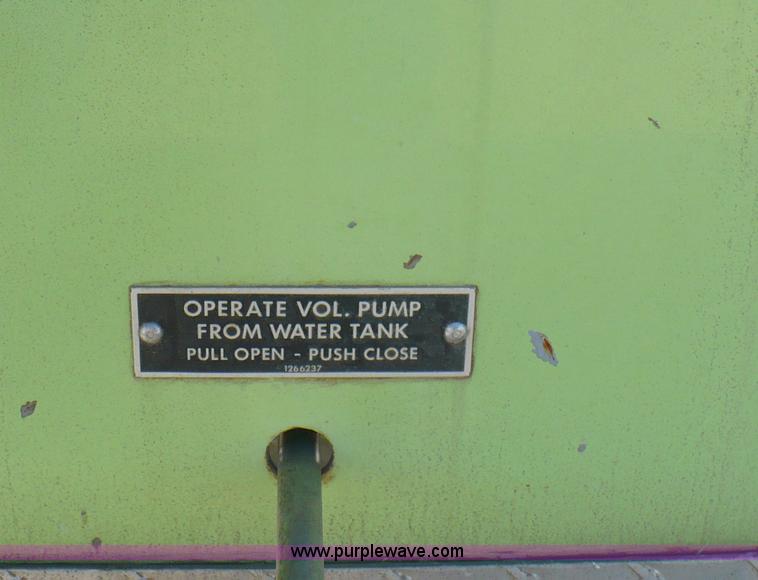 OPERATE VOL. PUMP
FROM WATER TANK
PULL OPEN - PUSH CLOSE
1266237
www.purplewave.com